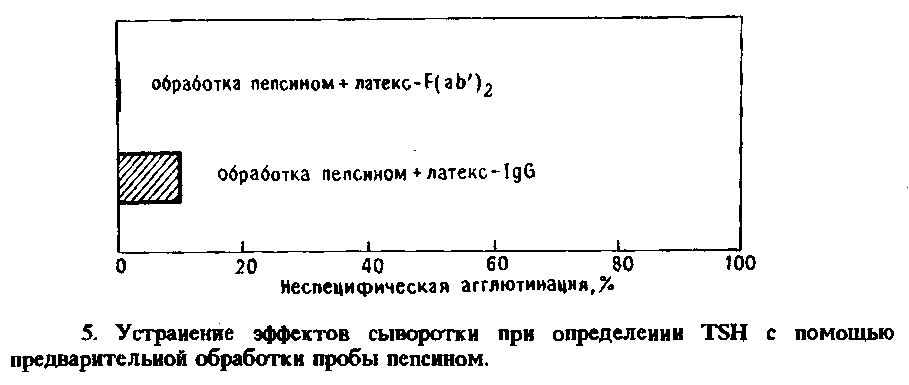 обработка пепсином + латекс-F(ab′)₂
обработка пепсином + латекс-IgG
0 20 40 60 80 100
Неспецифическая агглютинация, %
5. Устранение эффектов сыворотки при определении TSH с помощью
предварительной обработки пробы пепсином.